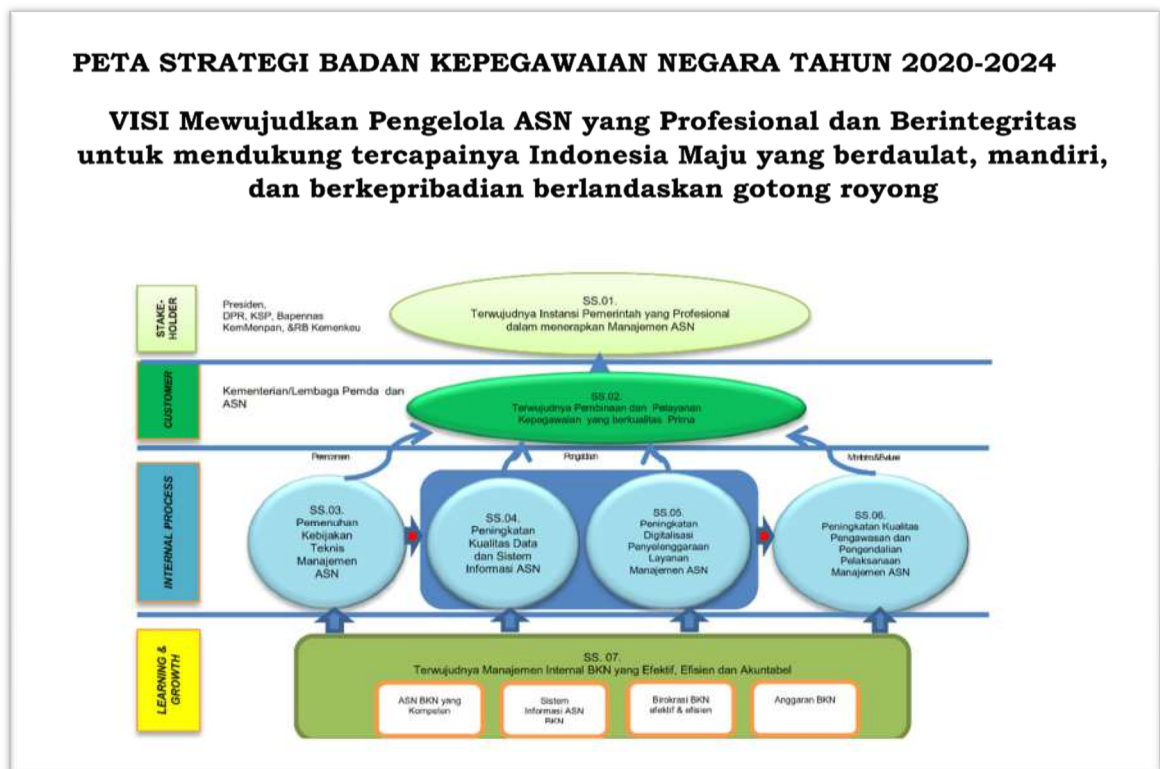 PETA STRATEGI BADAN KEPEGAWAIAN NEGARA TAHUN 2020-2024
VISI Mewujudkan Pengelola ASN yang Profesional dan Berintegritas
untuk mendukung tercapainya Indonesia Maju yang berdaulat, mandiri,
dan berkepribadian berlandaskan gotong royong
STAKE-
HOLDER
Presiden,
DPR, KSP, Bapennas
KemMenpan, &RB Kemenkeu
SS.01.
Terwujudnya Instansi Pemerintah yang Profesional
dalam menerapkan Manajemen ASN
CUSTOMER
Kementerian/Lembaga Pemda dan
ASN
SS.02.
Terwujudnya Pembinaan dan Pelayanan
Kepegawaian yang berkualitas Prima
INTERNAL PROCESS
SS.03.
Pemenuhan
Kebijakan
Teknis
Manajemen
ASN
SS.04.
Peningkatan
Kualitas Data
dan Sistem
Informasi ASN
SS.05.
Peningkatan
Digitalisasi
Penyelenggaraan
Layanan
Manajemen ASN
SS.06.
Peningkatan Kualitas
Pengawasan dan
Pengendalian
Pelaksanaan
Manajemen ASN
LEARNING &
GROWTH
SS. 07.
Terwujudnya Manajemen Internal BKN yang Efektif, Efisien dan Akuntabel
ASN BKN yang
Kompeten
Sistem
Informasi ASN
BKN
Birokrasi BKN
efektif & efisien
Anggaran BKN